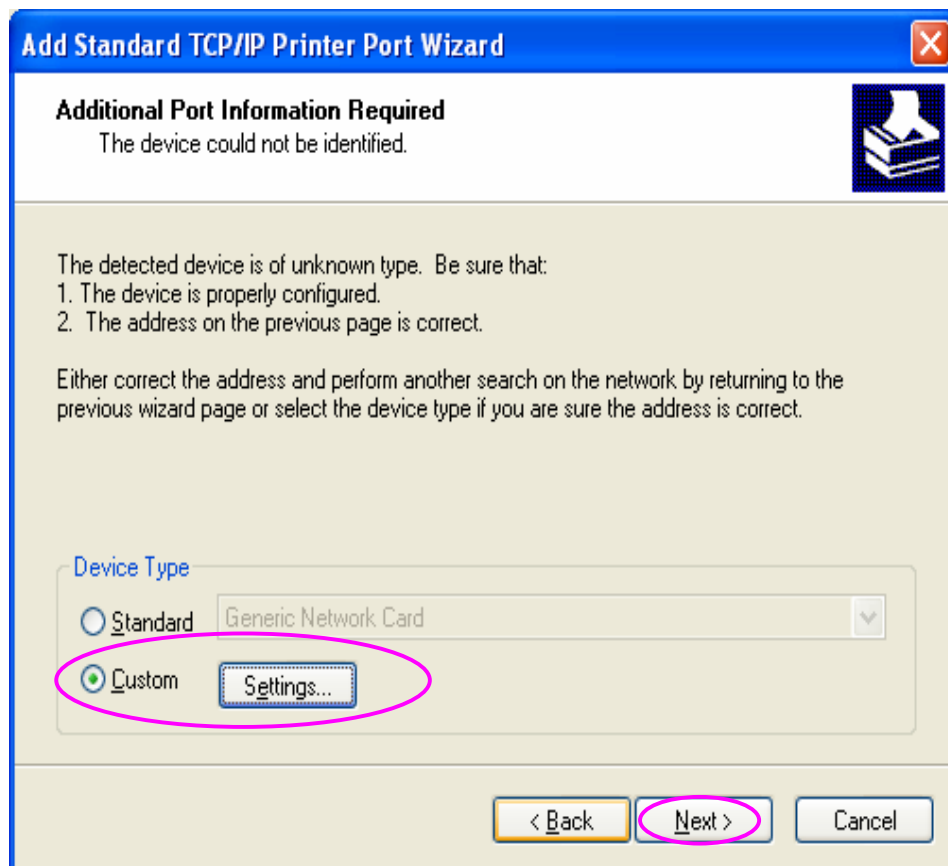 Add Standard TCP/IP Printer Port Wizard
Additional Port Information Required
The device could not be identified.
The detected device is of unknown type.  Be sure that:
1. The device is properly configured.
2.  The address on the previous page is correct.
Either correct the address and perform another search on the network by returning to the
previous wizard page or select the device type if you are sure the address is correct.
Device Type
Standard Generic Network Card
Custom Settings...
< Back Next > Cancel